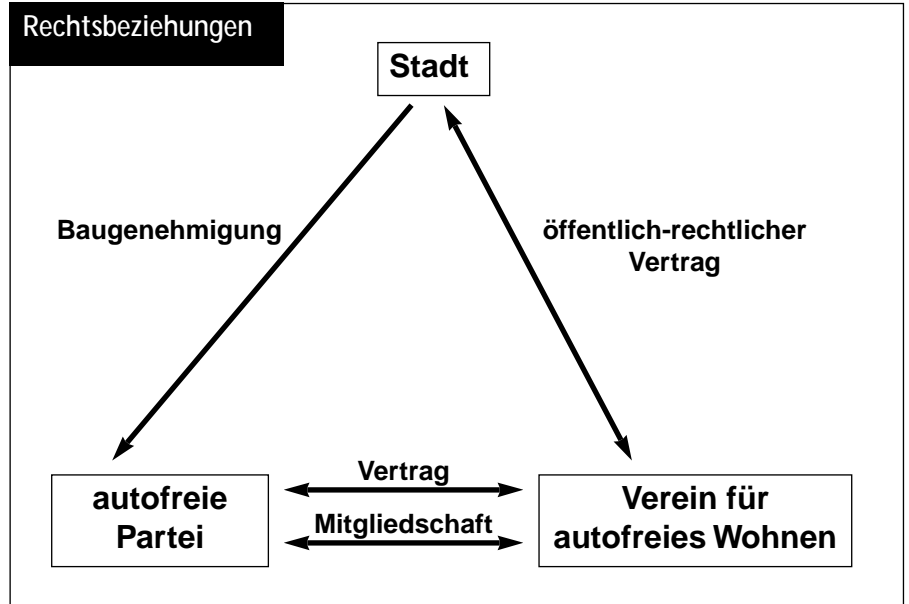 Rechtsbeziehungen
Stadt
Baugenehmigung
öffentlich-rechtlicher
Vertrag
autofreie
Partei
Vertrag
Mitgliedschaft
Verein für
autofreies Wohnen